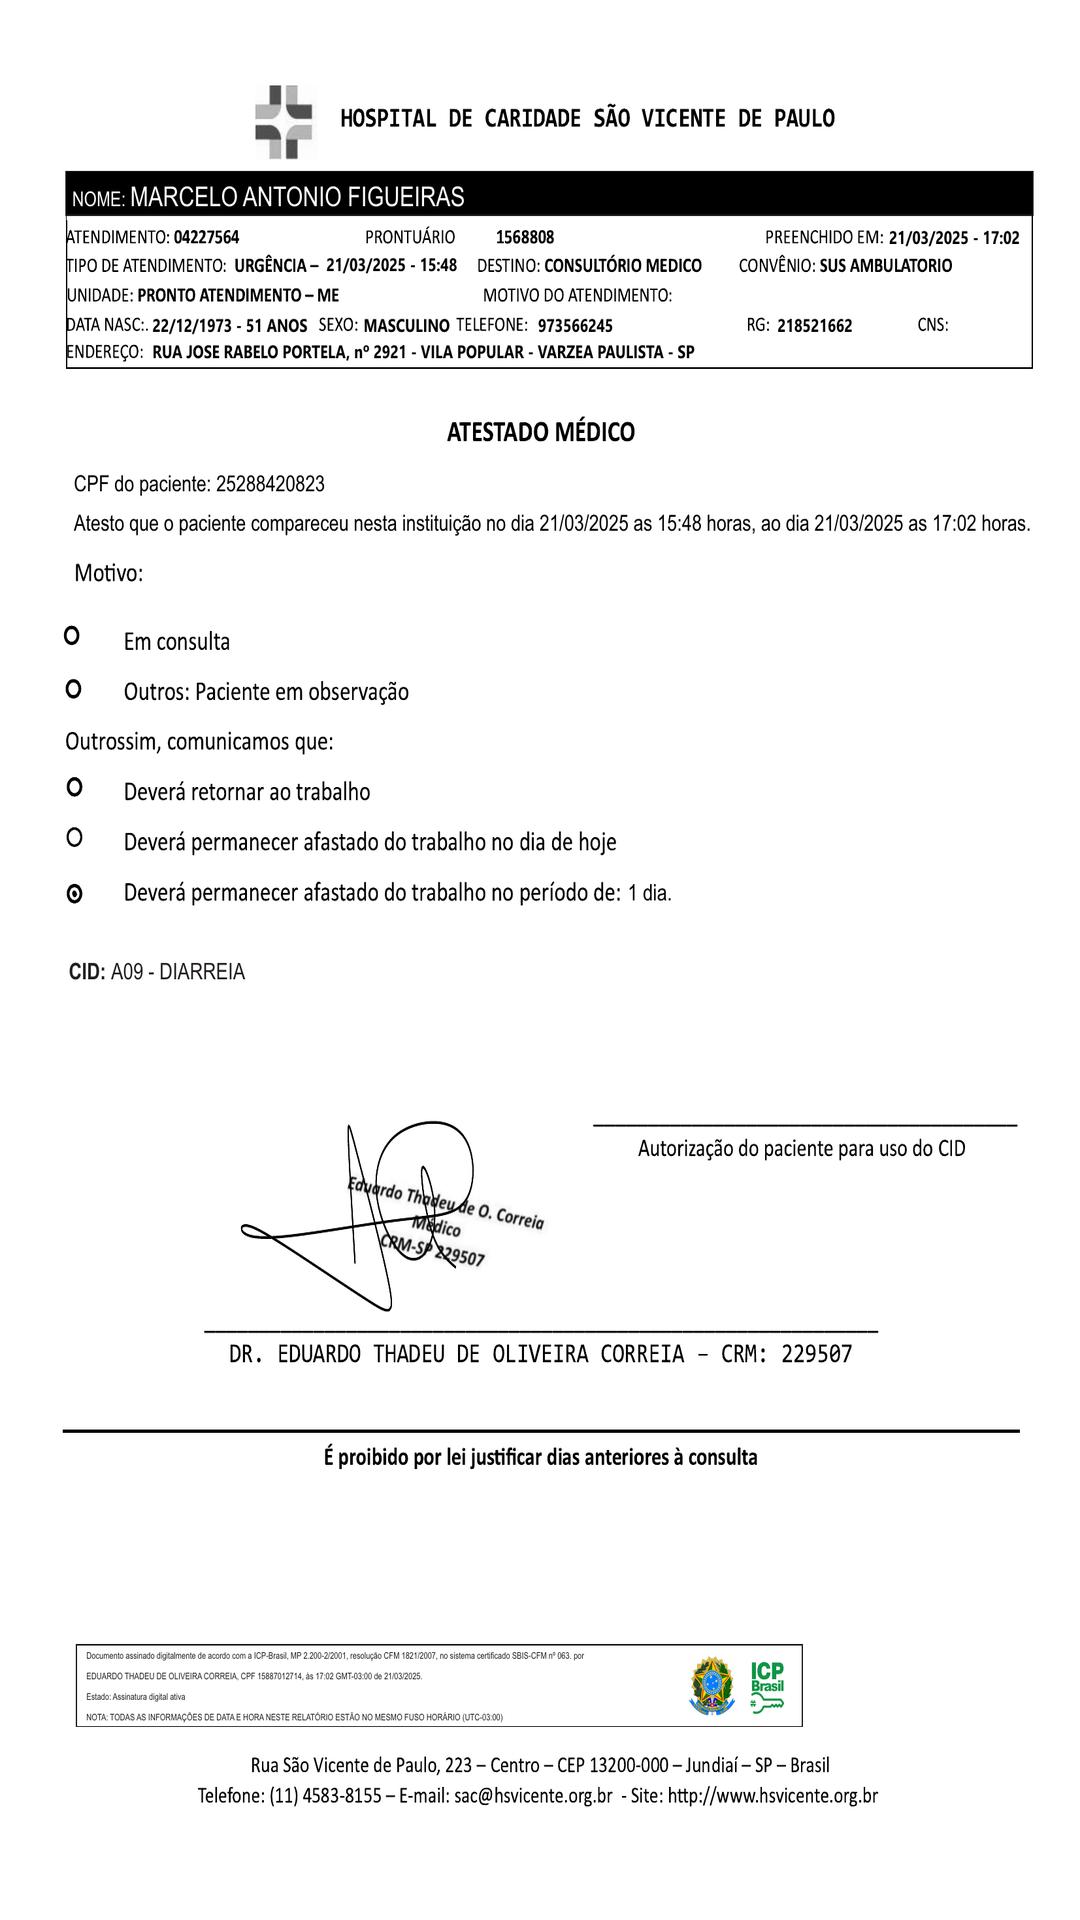 HOSPITAL DE CARIDADE SÃO VICENTE DE PAULO
NOME: MARCELO ANTONIO FIGUEIRAS
ATENDIMENTO: 04227564 PRONTUÁRIO 1568808 PREENCHIDO EM: 21/03/2025 - 17:02
TIPO DE ATENDIMENTO: URGÊNCIA – 21/03/2025 - 15:48 DESTINO: CONSULTÓRIO MEDICO CONVÊNIO: SUS AMBULATORIO
UNIDADE: PRONTO ATENDIMENTO – ME MOTIVO DO ATENDIMENTO:
DATA NASC:. 22/12/1973 - 51 ANOS SEXO: MASCULINO TELEFONE: 973566245 RG: 218521662 CNS:
ENDEREÇO: RUA JOSE RABELO PORTELA, nº 2921 - VILA POPULAR - VARZEA PAULISTA - SP
ATESTADO MÉDICO
CPF do paciente: 25288420823
Atesto que o paciente compareceu nesta instituição no dia 21/03/2025 as 15:48 horas, ao dia 21/03/2025 as 17:02 horas.
Motivo:
Em consulta
Outros: Paciente em observação
Outrossim, comunicamos que:
Deverá retornar ao trabalho
Deverá permanecer afastado do trabalho no dia de hoje
Deverá permanecer afastado do trabalho no período de: 1 dia.
CID: A09 - DIARREIA
Autorização do paciente para uso do CID
Eduardo Thadeu de O. Correia
Médico
CRM-SP 229507
DR. EDUARDO THADEU DE OLIVEIRA CORREIA – CRM: 229507
É proibido por lei justificar dias anteriores à consulta
Documento assinado digitalmente de acordo com a ICP-Brasil, MP 2.200-2/2001, resolução CFM 1821/2007, no sistema certificado SBIS-CFM nº 063. por
EDUARDO THADEU DE OLIVEIRA CORREIA, CPF 15887012714, às 17:02 GMT-03:00 de 21/03/2025.
Estado: Assinatura digital ativa
NOTA: TODAS AS INFORMAÇÕES DE DATA E HORA NESTE RELATÓRIO ESTÃO NO MESMO FUSO HORÁRIO (UTC-03:00)
ICP
Brasil
Rua São Vicente de Paulo, 223 – Centro – CEP 13200-000 – Jundiaí – SP – Brasil
Telefone: (11) 4583-8155 – E-mail: sac@hsvicente.org.br - Site: http://www.hsvicente.org.br